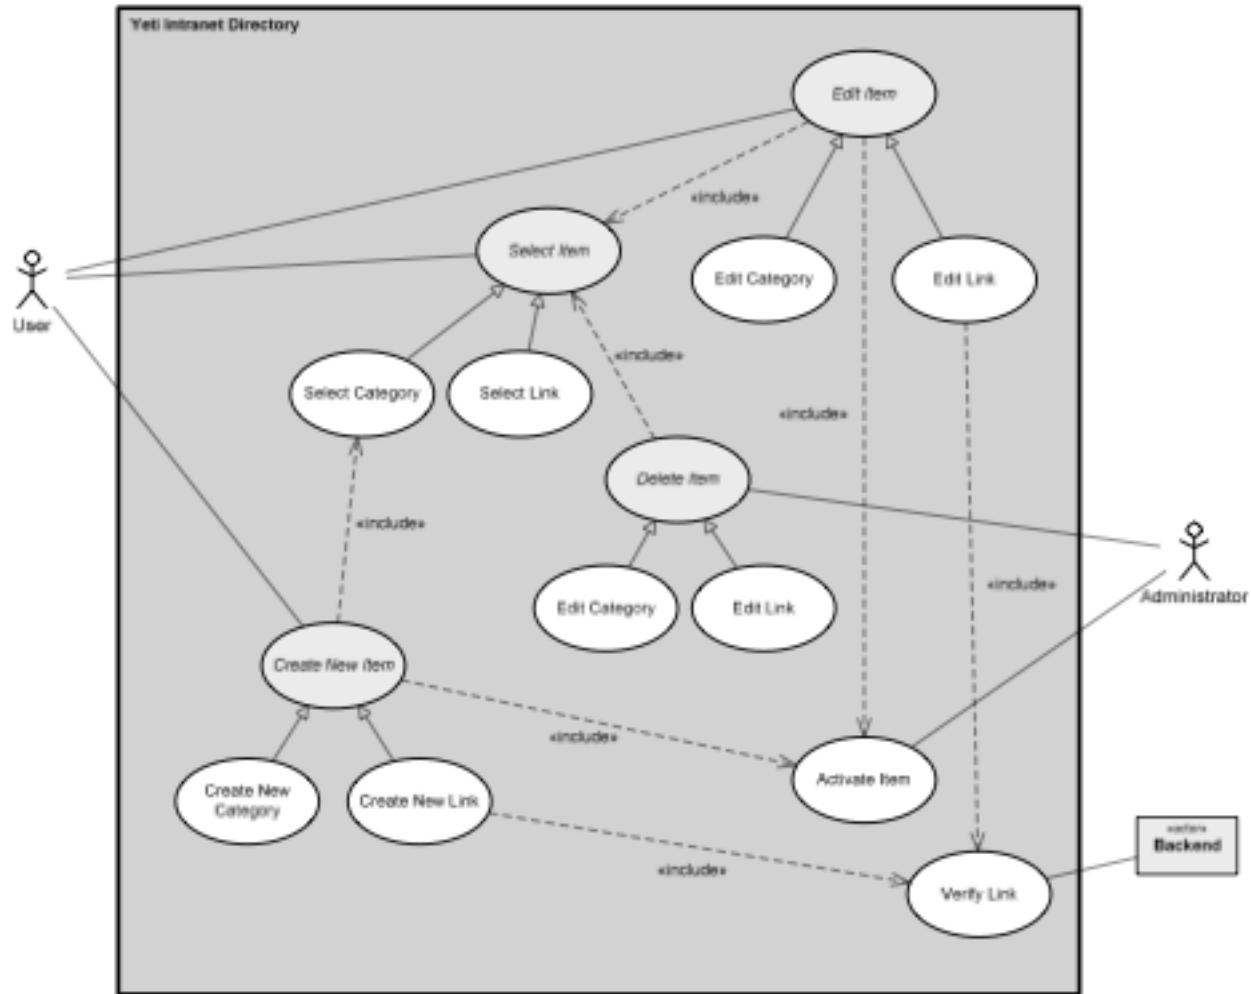 Yeti Intranet Directory
Edit Item
«include»
Select Item
Edit Category
Edit Link
User
«include»
Select Category
Select Link
«include»
Delete Item
«include»
«include»
Edit Category
Edit Link
Administrator
Create New Item
«include»
Activate Item
Create New
Category
Create New Link
«actor»
Backend
«include»
Verify Link